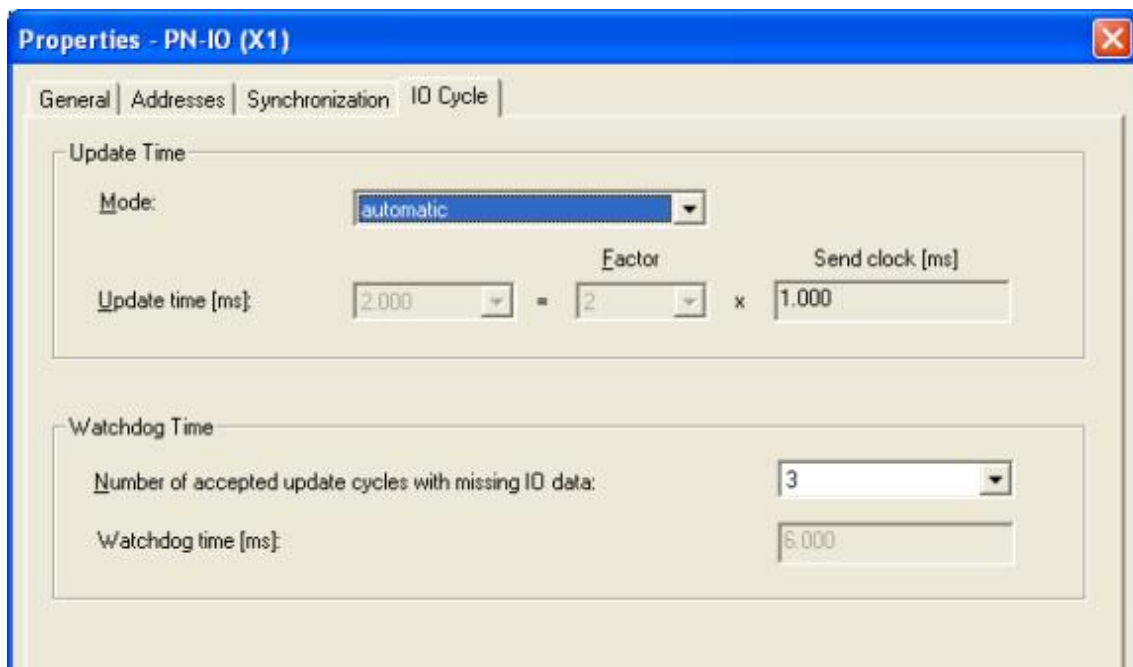 Properties - PN-IO (X1)
General Addresses Synchronization IO Cycle
Update Time
Mode: automatic
Factor Send clock [ms]
Update time [ms]: 2.000 = 2 x 1.000
Watchdog Time
Number of accepted update cycles with missing IO data: 3
Watchdog time [ms]: 6.000